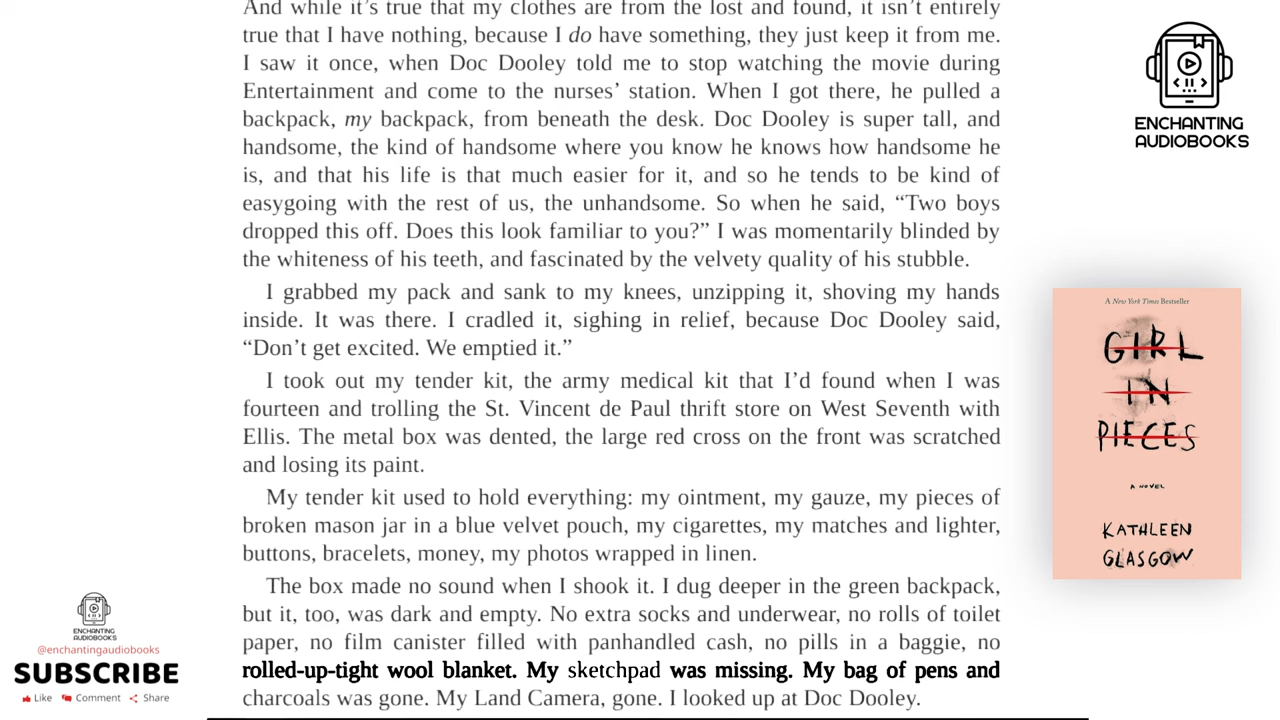 And while it’s true that my clothes are from the lost and found, it isn’t entirely
true that I have nothing, because I do have something, they just keep it from me.
I saw it once, when Doc Dooley told me to stop watching the movie during
Entertainment and come to the nurses’ station. When I got there, he pulled a
backpack, my backpack, from beneath the desk. Doc Dooley is super tall, and
handsome, the kind of handsome where you know he knows how handsome he
is, and that his life is that much easier for it, and so he tends to be kind of
easygoing with the rest of us, the unhandsome. So when he said, “Two boys
dropped this off. Does this look familiar to you?” I was momentarily blinded by
the whiteness of his teeth, and fascinated by the velvety quality of his stubble.
I grabbed my pack and sank to my knees, unzipping it, shoving my hands
inside. It was there. I cradled it, sighing in relief, because Doc Dooley said,
“Don’t get excited. We emptied it.”
I took out my tender kit, the army medical kit that I’d found when I was
fourteen and trolling the St. Vincent de Paul thrift store on West Seventh with
Ellis. The metal box was dented, the large red cross on the front was scratched
and losing its paint.
My tender kit used to hold everything: my ointment, my gauze, my pieces of
broken mason jar in a blue velvet pouch, my cigarettes, my matches and lighter,
buttons, bracelets, money, my photos wrapped in linen.
The box made no sound when I shook it. I dug deeper in the green backpack,
but it, too, was dark and empty. No extra socks and underwear, no rolls of toilet
paper, no film canister filled with panhandled cash, no pills in a baggie, no
rolled-up-tight wool blanket. My sketchpad was missing. My bag of pens and
charcoals was gone. My Land Camera, gone. I looked up at Doc Dooley.
ENCHANTING
AUDIOBOOKS
A New York Times Bestseller
GIRL
IN
PIECES
A NOVEL
KATHLEEN
GLASGOW
ENCHANTING
AUDIOBOOKS
@enchantingaudiobooks
SUBSCRIBE
Like Comment Share